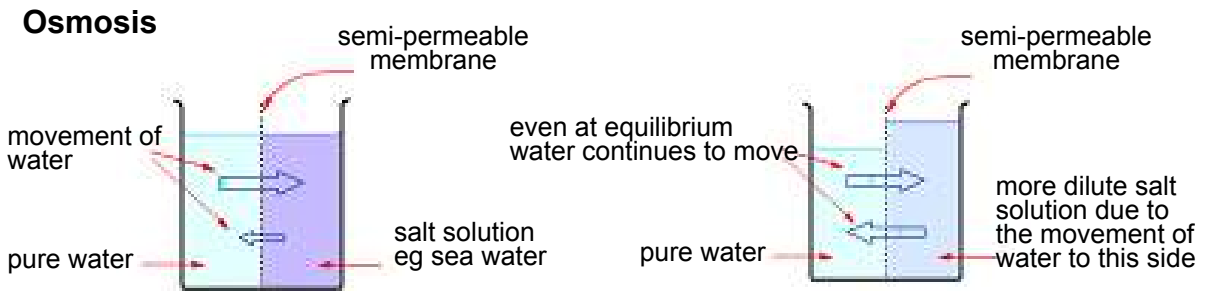 Osmosis
semi-permeable
membrane
movement of
water
pure water
salt solution
eg sea water
semi-permeable
membrane
even at equilibrium
water continues to move
pure water
more dilute salt
solution due to
the movement of
water to this side